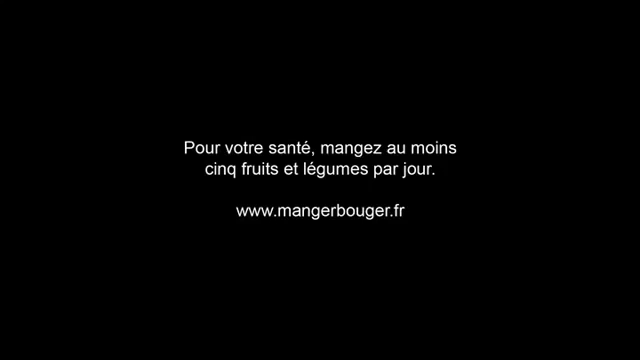 Pour votre santé, mangez au moins
cinq fruits et légumes par jour.
www.mangerbouger.fr